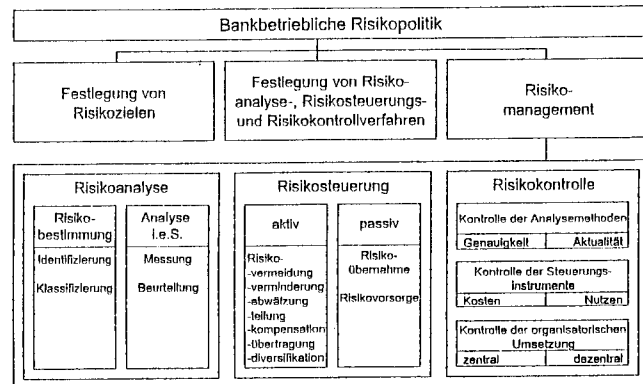 Bankbetriebliche Risikopolitik
Festlegung von
Risikozielen
Festlegung von Risiko-
analyse-, Risikosteuerungs-
und Risikokontrollverfahren
Risiko-
management
Risikoanalyse
Risiko-
bestimmung
Identifizierung
Klassifizierung
Analyse
i.e.S.
Messung
Beurteilung
Risikosteuerung
aktiv
Risiko-
-vermeidung
-verminderung
-abwälzung
-teilung
-kompensation
-übertragung
-diversifikation
passiv
Risiko-
übernahme
Risikovorsorge
Risikokontrolle
Kontrolle der Analysemethoden
Genauigkeit Aktualität
Kontrolle der Steuerungs-
instrumente
Kosten Nutzen
Kontrolle der organisatorischen
Umsetzung
zentral dezentral